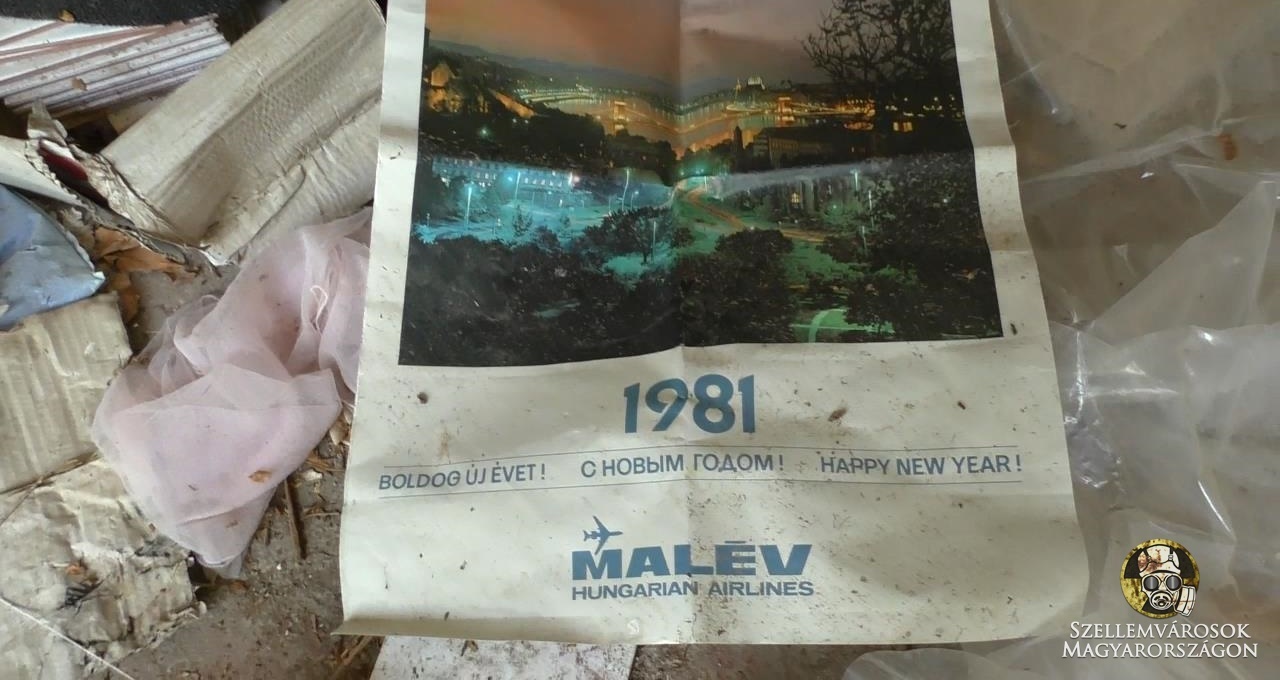 1981
BOLDOG ÚJ ÉVET! С НОВЫМ ГОДОМ! HAPPY NEW YEAR!
MALÉV
HUNGARIAN AIRLINES
SZELLEMVÁROSOK
MAGYARORSZÁGON